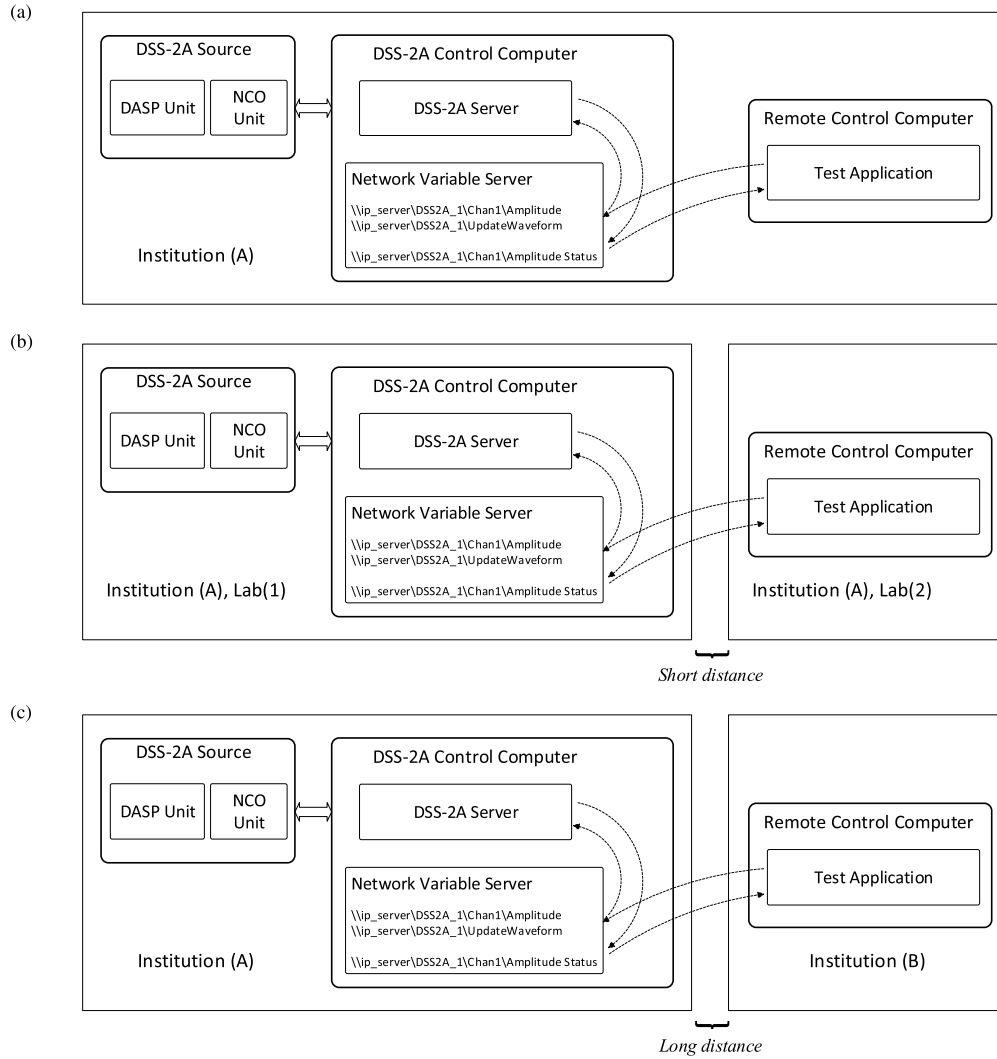 (a)
DSS-2A Source
DASP Unit
NCO
Unit
DSS-2A Control Computer
DSS-2A Server
Network Variable Server
\\ip_server\DSS2A_1\Chan1\Amplitude
\\ip_server\DSS2A_1\UpdateWaveform
\\ip_server\DSS2A_1\Chan1\Amplitude Status
Remote Control Computer
Test Application
Institution (A)
(b)
DSS-2A Source
DASP Unit
NCO
Unit
DSS-2A Control Computer
DSS-2A Server
Network Variable Server
\\ip_server\DSS2A_1\Chan1\Amplitude
\\ip_server\DSS2A_1\UpdateWaveform
\\ip_server\DSS2A_1\Chan1\Amplitude Status
Remote Control Computer
Test Application
Institution (A), Lab(1)
Institution (A), Lab(2)
Short distance
(c)
DSS-2A Source
DASP Unit
NCO
Unit
DSS-2A Control Computer
DSS-2A Server
Network Variable Server
\\ip_server\DSS2A_1\Chan1\Amplitude
\\ip_server\DSS2A_1\UpdateWaveform
\\ip_server\DSS2A_1\Chan1\Amplitude Status
Remote Control Computer
Test Application
Institution (A)
Institution (B)
Long distance